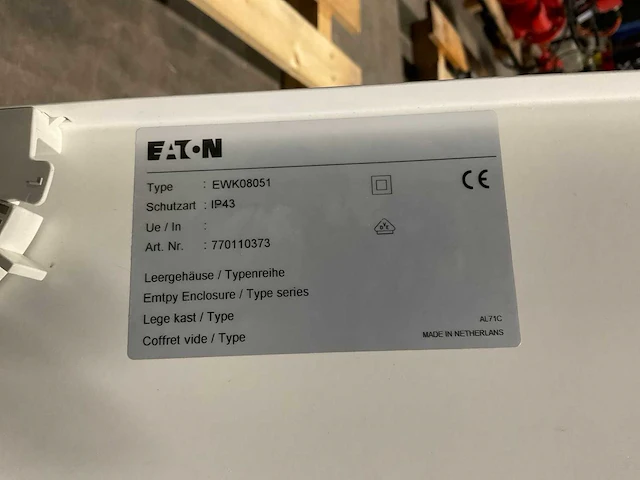 EATON
Type : EWK08051
Schutzart : IP43
Ue / In :
Art. Nr. : 770110373
Leergehäuse / Typenreihe
Emtpy Enclosure / Type series
Lege kast / Type
Coffret vide / Type
CE
AL71C
MADE IN NETHERLANS